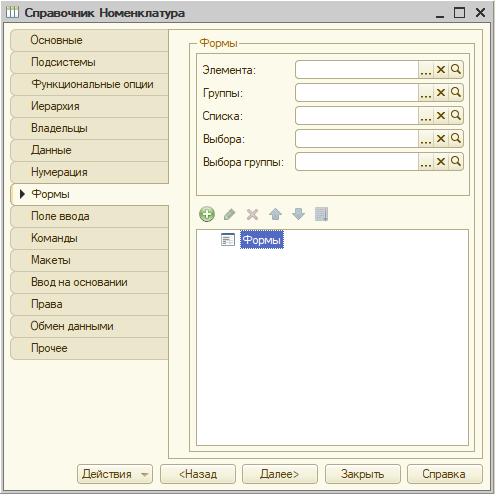 Справочник Номенклатура
Основные
Подсистемы
Функциональные опции
Иерархия
Владельцы
Данные
Нумерация
Формы
Поле ввода
Команды
Макеты
Ввод на основании
Права
Обмен данными
Прочее
Формы
Элемента:
Группы:
Списка:
Выбора:
Выбора группы:
Формы
Действия
<Назад
Далее>
Закрыть
Справка